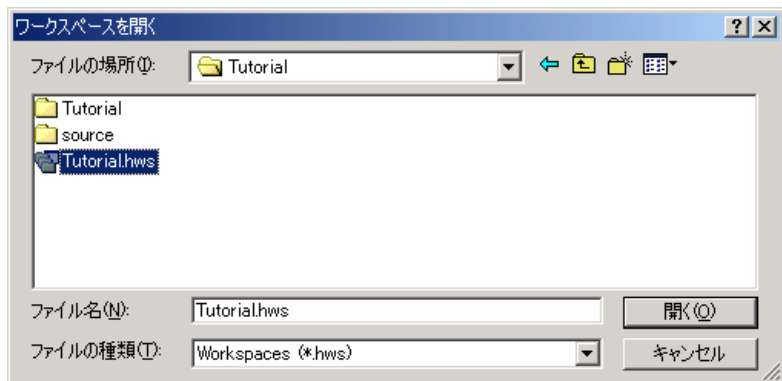 ワークスペースを開く
ファイルの場所(I): Tutorial
Tutorial
source
Tutorial.hws
ファイル名(N): Tutorial.hws 開く(O)
ファイルの種類(T): Workspaces (*.hws) キャンセル